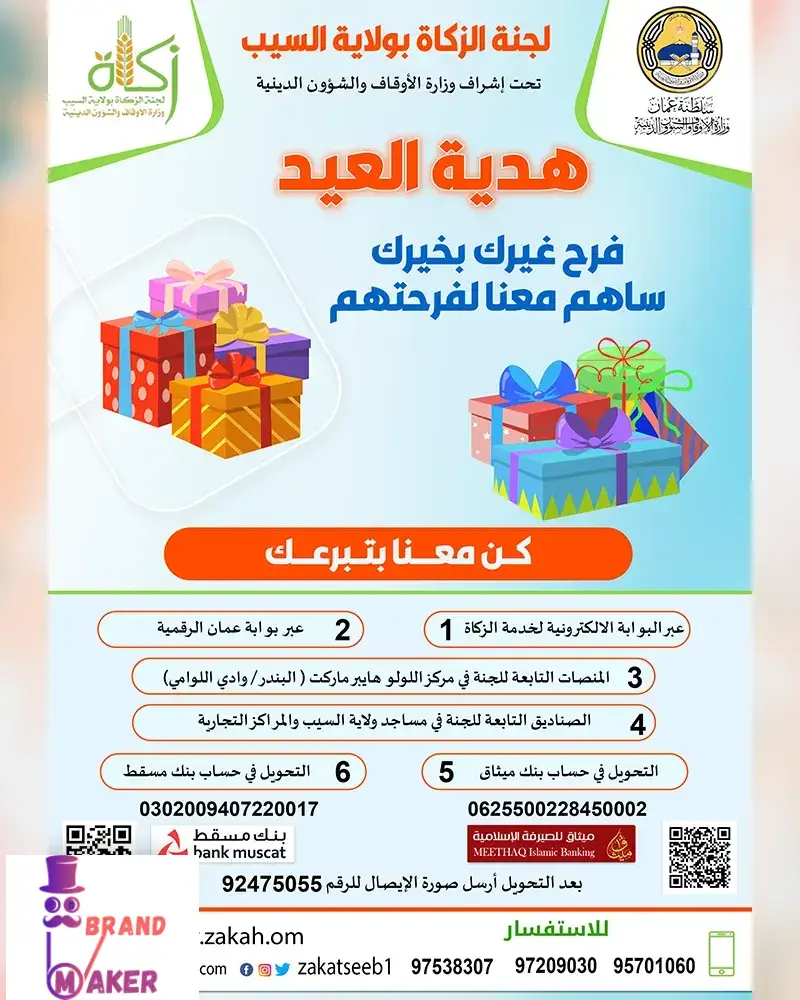 لجنة الزكاة بولاية السيب
تحت إشراف وزارة الأوقاف والشؤون الدينية
سلطنة عمان
وزارة الأوقاف والشؤون الدينية
زكاة
لجنة الزكاة بولاية السيب
وزارة الاوقاف والشؤون الدينية
هدية العيد
فرح غيرك بخيرك
ساهم معنا لفرحتهم
كن معنا بتبرعك
1 عبر البوابة الالكترونية لخدمة الزكاة
2 عبر بوابة عمان الرقمية
3 المنصات التابعة للجنة في مركز اللولو هايبر ماركت ( البندر/ وادي اللوامي)
4 الصناديق التابعة للجنة في مساجد ولاية السيب والمراكز التجارية
5 التحويل في حساب بنك ميثاق
0625500228450002
ميثاق للصيرفة الإسلامية
MEETHAQ Islamic Banking
6 التحويل في حساب بنك مسقط
0302009407220017
بنك مسقط
bank muscat
بعد التحويل أرسل صورة الإيصال للرقم 92475055
للاستفسار
95701060 97209030 97538307
.zakah.om
com zakatseeb1
BRAND
MAKER